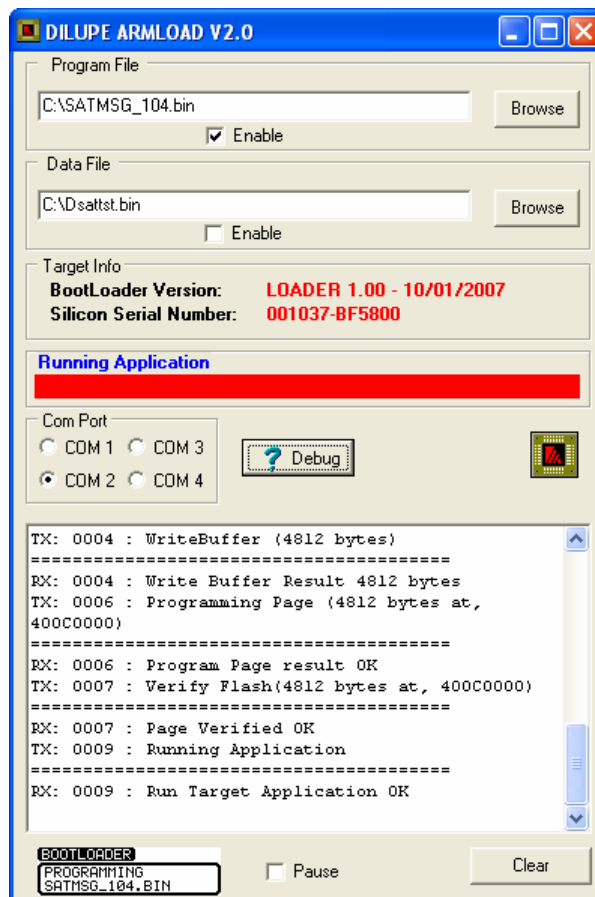 DILUPE ARMLOAD V2.0
Program File
C:\SATMSG_104.bin
Browse
Enable
Data File
C:\Dsattst.bin
Browse
Enable
Target Info
BootLoader Version: LOADER 1.00 - 10/01/2007
Silicon Serial Number: 001037-BF5800
Running Application
Com Port
COM 1 COM 3
COM 2 COM 4
? Debug
TX: 0004 : WriteBuffer (4812 bytes)
========================================
RX: 0004 : Write Buffer Result 4812 bytes
TX: 0006 : Programming Page (4812 bytes at,
400C0000)
========================================
RX: 0006 : Program Page result OK
TX: 0007 : Verify Flash(4812 bytes at, 400C0000)
========================================
RX: 0007 : Page Verified OK
TX: 0009 : Running Application
========================================
RX: 0009 : Run Target Application OK
BOOTLOADER
PROGRAMMING
SATMSG_104.BIN
Pause
Clear